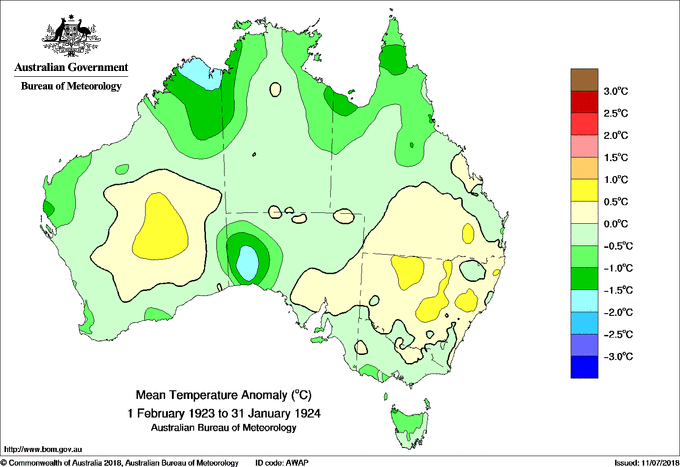 Australian Government
Bureau of Meteorology
3.0°C
2.5°C
2.0°C
1.5°C
1.0°C
0.5°C
0.0°C
-0.5°C
-1.0°C
-1.5°C
-2.0°C
-2.5°C
-3.0°C
Mean Temperature Anomaly (°C)
1 February 1923 to 31 January 1924
Australian Bureau of Meteorology
http://www.bom.gov.au
© Commonwealth of Australia 2018, Australian Bureau of Meteorology ID code: AWAP Issued: 11/07/2018